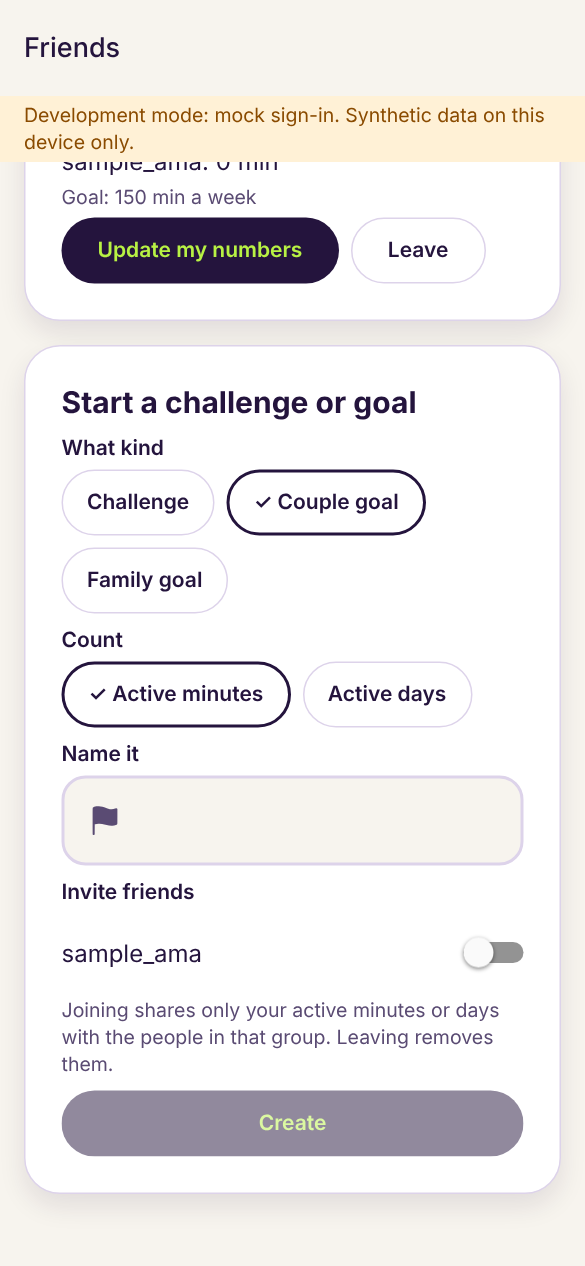 Friends
Development mode: mock sign-in. Synthetic data on this
device only.
sample_ama: 0 min
Goal: 150 min a week
Update my numbers
Leave
Start a challenge or goal
What kind
Challenge
✓ Couple goal
Family goal
Count
✓ Active minutes
Active days
Name it
Invite friends
sample_ama
Joining shares only your active minutes or days
with the people in that group. Leaving removes
them.
Create